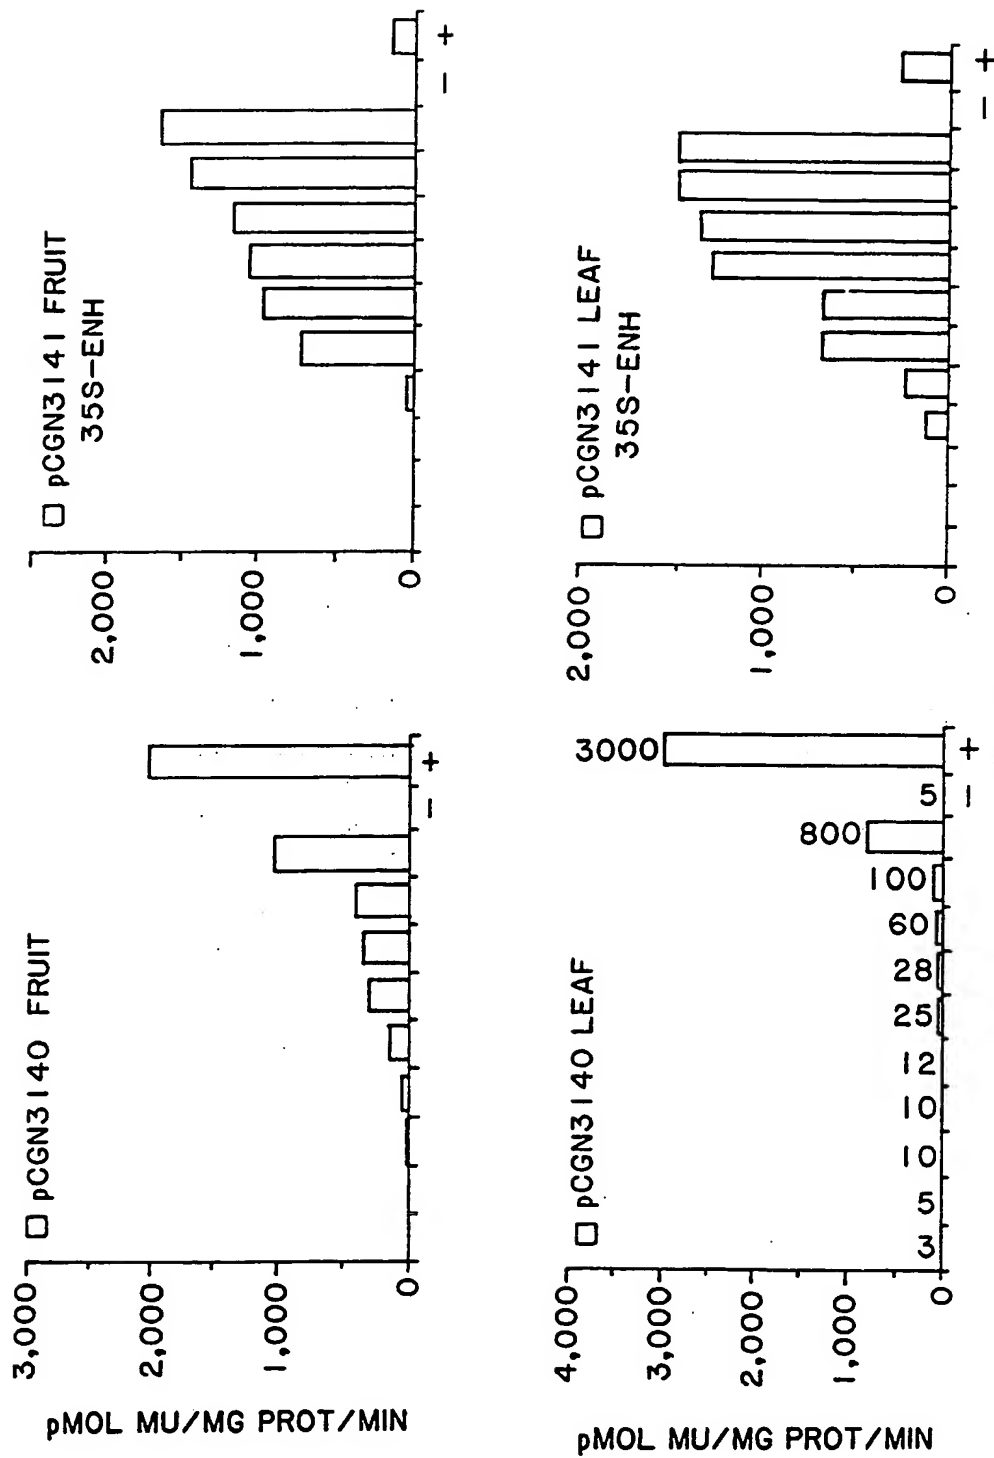 □ pCGN3140 FRUIT
3,000
2,000
1,000
0
- +
pMOL MU/MG PROT/MIN
□ pCGN3141 FRUIT
35S-ENH
2,000
1,000
0
- +
□ pCGN3140 LEAF
4,000
3,000
2,000
1,000
0
3 5 10 10 12 25 28 60 100 800 5 3000
- +
pMOL MU/MG PROT/MIN
□ pCGN3141 LEAF
35S-ENH
2,000
1,000
0
- +